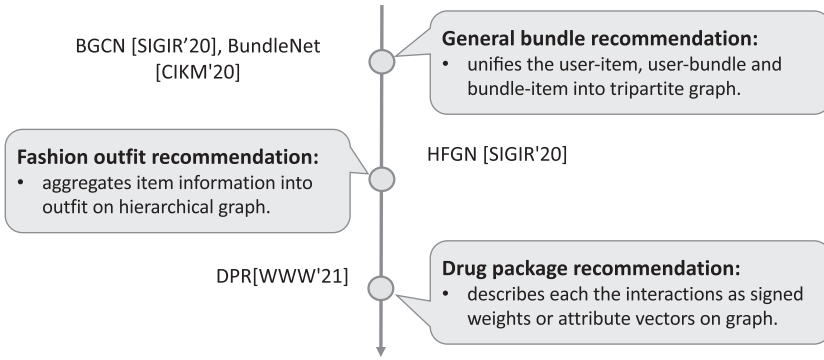 BGCN [SIGIR’20], BundleNet
[CIKM'20]
General bundle recommendation:
• unifies the user-item, user-bundle and
bundle-item into tripartite graph.
Fashion outfit recommendation:
• aggregates item information into
outfit on hierarchical graph.
HFGN [SIGIR'20]
DPR[WWW'21]
Drug package recommendation:
• describes each the interactions as signed
weights or attribute vectors on graph.